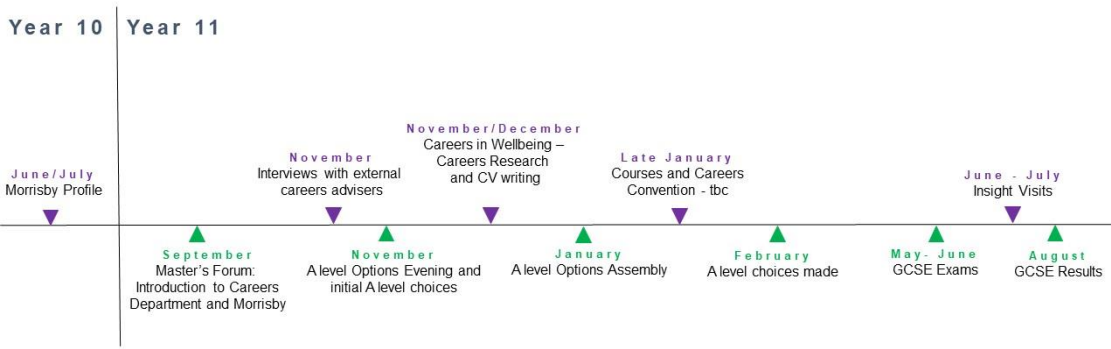 Year 10
Year 11
June/July
Morrisby Profile
November
Interviews with external
careers advisers
November/December
Careers in Wellbeing –
Careers Research
and CV writing
Late January
Courses and Careers
Convention - tbc
June - July
Insight Visits
September
Master's Forum:
Introduction to Careers
Department and Morrisby
November
A level Options Evening and
initial A level choices
January
A level Options Assembly
February
A level choices made
May- June
GCSE Exams
August
GCSE Results